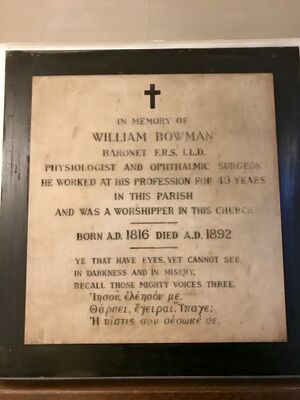 IN MEMORY OF
WILLIAM BOWMAN
BARONET F.R.S. L.L.D.
PHYSIOLOGIST AND OPHTHALMIC SURGEON
HE WORKED AT HIS PROFESSION FOR 49 YEARS
IN THIS PARISH
AND WAS A WORSHIPPER IN THIS CHURCH
BORN A.D. 1816 DIED A.D. 1892
YE THAT HAVE EYES, YET CANNOT SEE,
IN DARKNESS AND IN MISERY,
RECALL THOSE MIGHTY VOICES THREE,
Ἰησοῦ, ἐλέησόν με,
Θάρσει, ἔγειραι, Ὕπαγε;
Ἡ πίστις σου σέσωκέ σε.